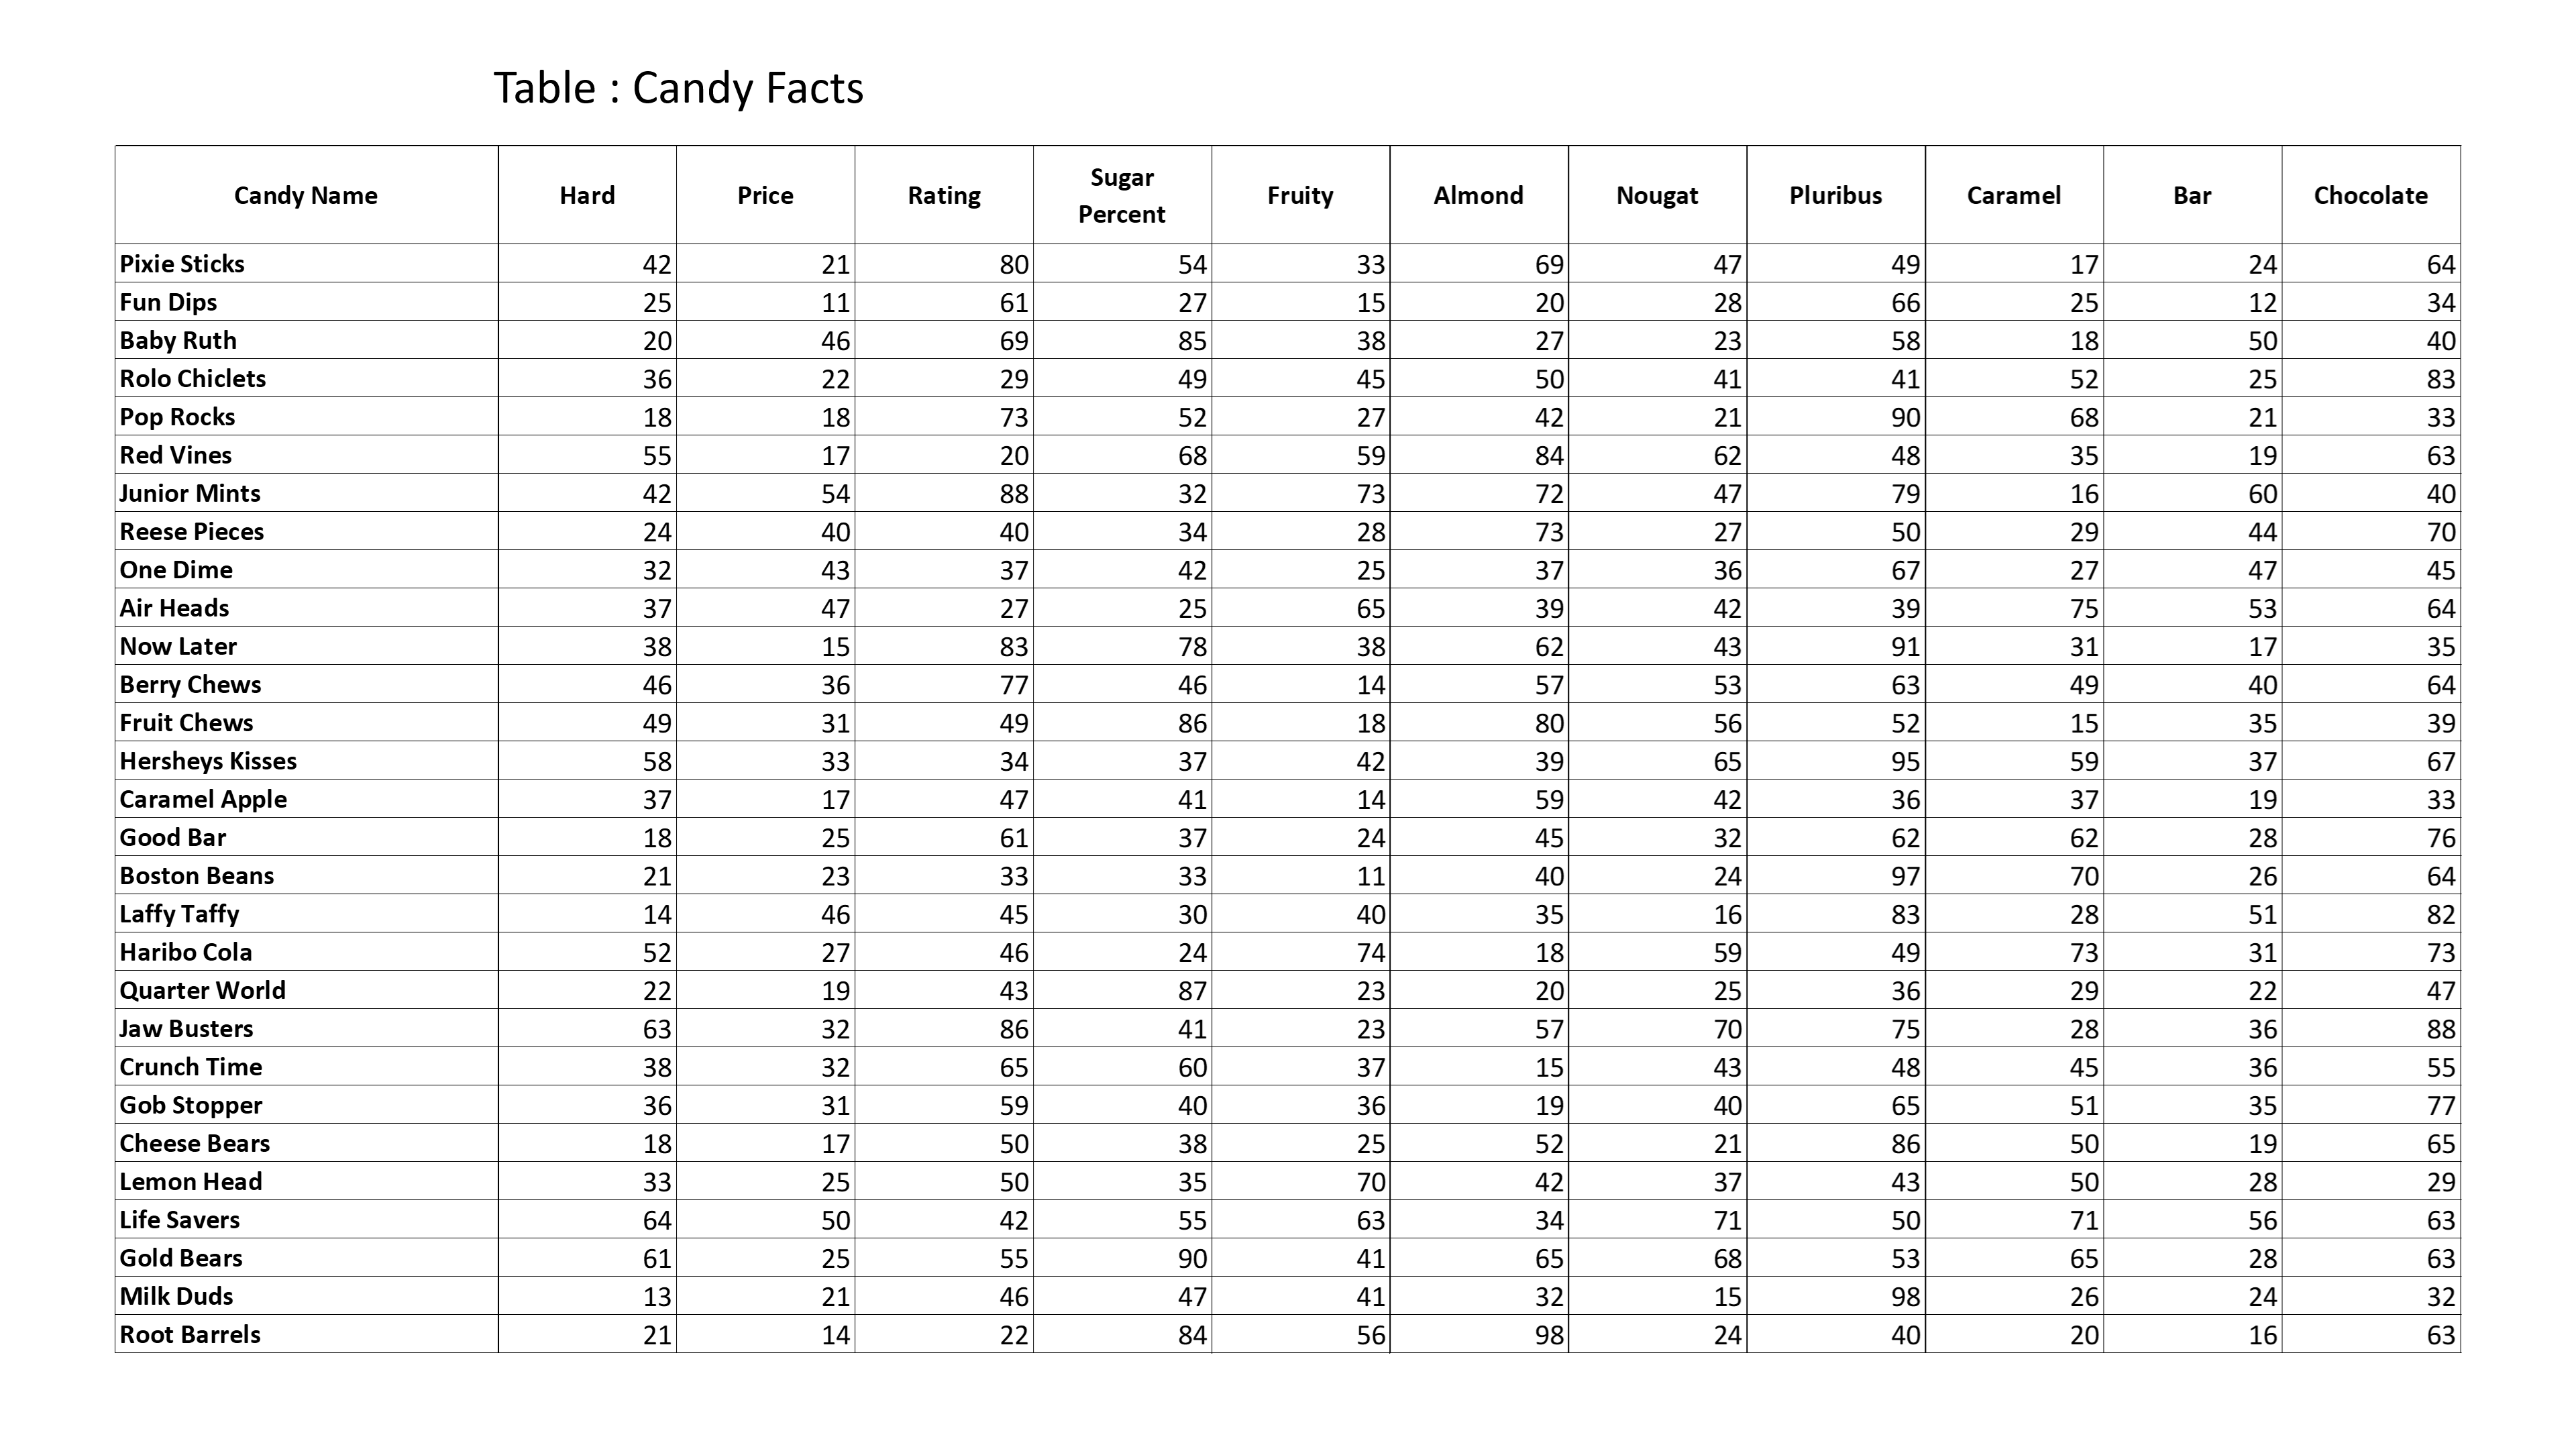 Table : Candy Facts
Candy Name Hard Price Rating Sugar Percent Fruity Almond Nougat Pluribus Caramel Bar Chocolate
Pixie Sticks 42 21 80 54 33 69 47 49 17 24 64
Fun Dips 25 11 61 27 15 20 28 66 25 12 34
Baby Ruth 20 46 69 85 38 27 23 58 18 50 40
Rolo Chiclets 36 22 29 49 45 50 41 41 52 25 83
Pop Rocks 18 18 73 52 27 42 21 90 68 21 33
Red Vines 55 17 20 68 59 84 62 48 35 19 63
Junior Mints 42 54 88 32 73 72 47 79 16 60 40
Reese Pieces 24 40 40 34 28 73 27 50 29 44 70
One Dime 32 43 37 42 25 37 36 67 27 47 45
Air Heads 37 47 27 25 65 39 42 39 75 53 64
Now Later 38 15 83 78 38 62 43 91 31 17 35
Berry Chews 46 36 77 46 14 57 53 63 49 40 64
Fruit Chews 49 31 49 86 18 80 56 52 15 35 39
Hersheys Kisses 58 33 34 37 42 39 65 95 59 37 67
Caramel Apple 37 17 47 41 14 59 42 36 37 19 33
Good Bar 18 25 61 37 24 45 32 62 62 28 76
Boston Beans 21 23 33 33 11 40 24 97 70 26 64
Laffy Taffy 14 46 45 30 40 35 16 83 28 51 82
Haribo Cola 52 27 46 24 74 18 59 49 73 31 73
Quarter World 22 19 43 87 23 20 25 36 29 22 47
Jaw Busters 63 32 86 41 23 57 70 75 28 36 88
Crunch Time 38 32 65 60 37 15 43 48 45 36 55
Gob Stopper 36 31 59 40 36 19 40 65 51 35 77
Cheese Bears 18 17 50 38 25 52 21 86 50 19 65
Lemon Head 33 25 50 35 70 42 37 43 50 28 29
Life Savers 64 50 42 55 63 34 71 50 71 56 63
Gold Bears 61 25 55 90 41 65 68 53 65 28 63
Milk Duds 13 21 46 47 41 32 15 98 26 24 32
Root Barrels 21 14 22 84 56 98 24 40 20 16 63